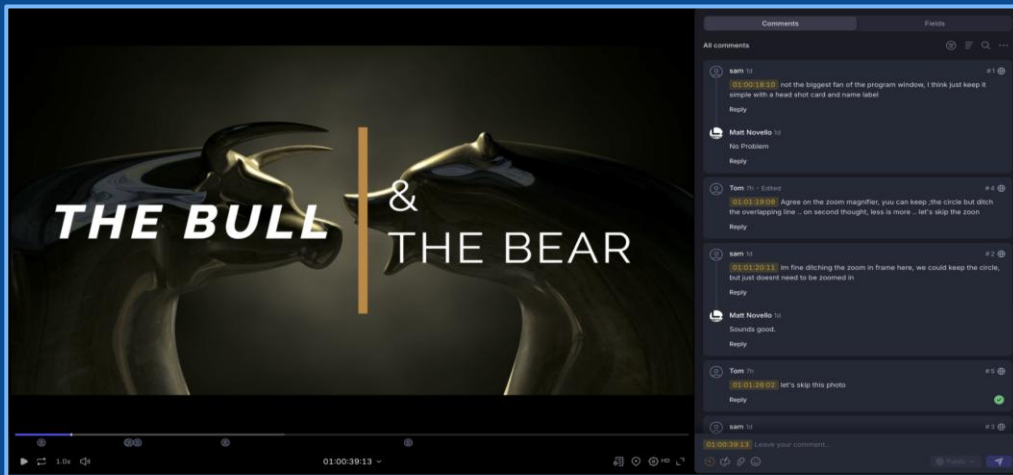 THE BULL
&
THE BEAR
1.0x
01:00:39:13
HD
Comments
Fields
All comments
sam 1d
#1
01:00:18:10 not the biggest fan of the program window, I think just keep it
simple with a head shot card and name label
Reply
Matt Novello 1d
No Problem
Reply
Tom 7h • Edited
#4
01:01:19:08 Agree on the zoom magnifier, yuu can keep ;the circle but ditch
the overlapping line .. on second thought, less is more .. let's skip the zoon
Reply
sam 1d
#2
01:01:20:11 Im fine ditching the zoom in frame here, we could keep the circle,
but just doesnt need to be zoomed in
Reply
Matt Novello 1d
Sounds good.
Reply
Tom 7h
#5
01:01:26:02 let's skip this photo
Reply
sam 1d
#3
01:00:39:13 Leave your comment...
Public